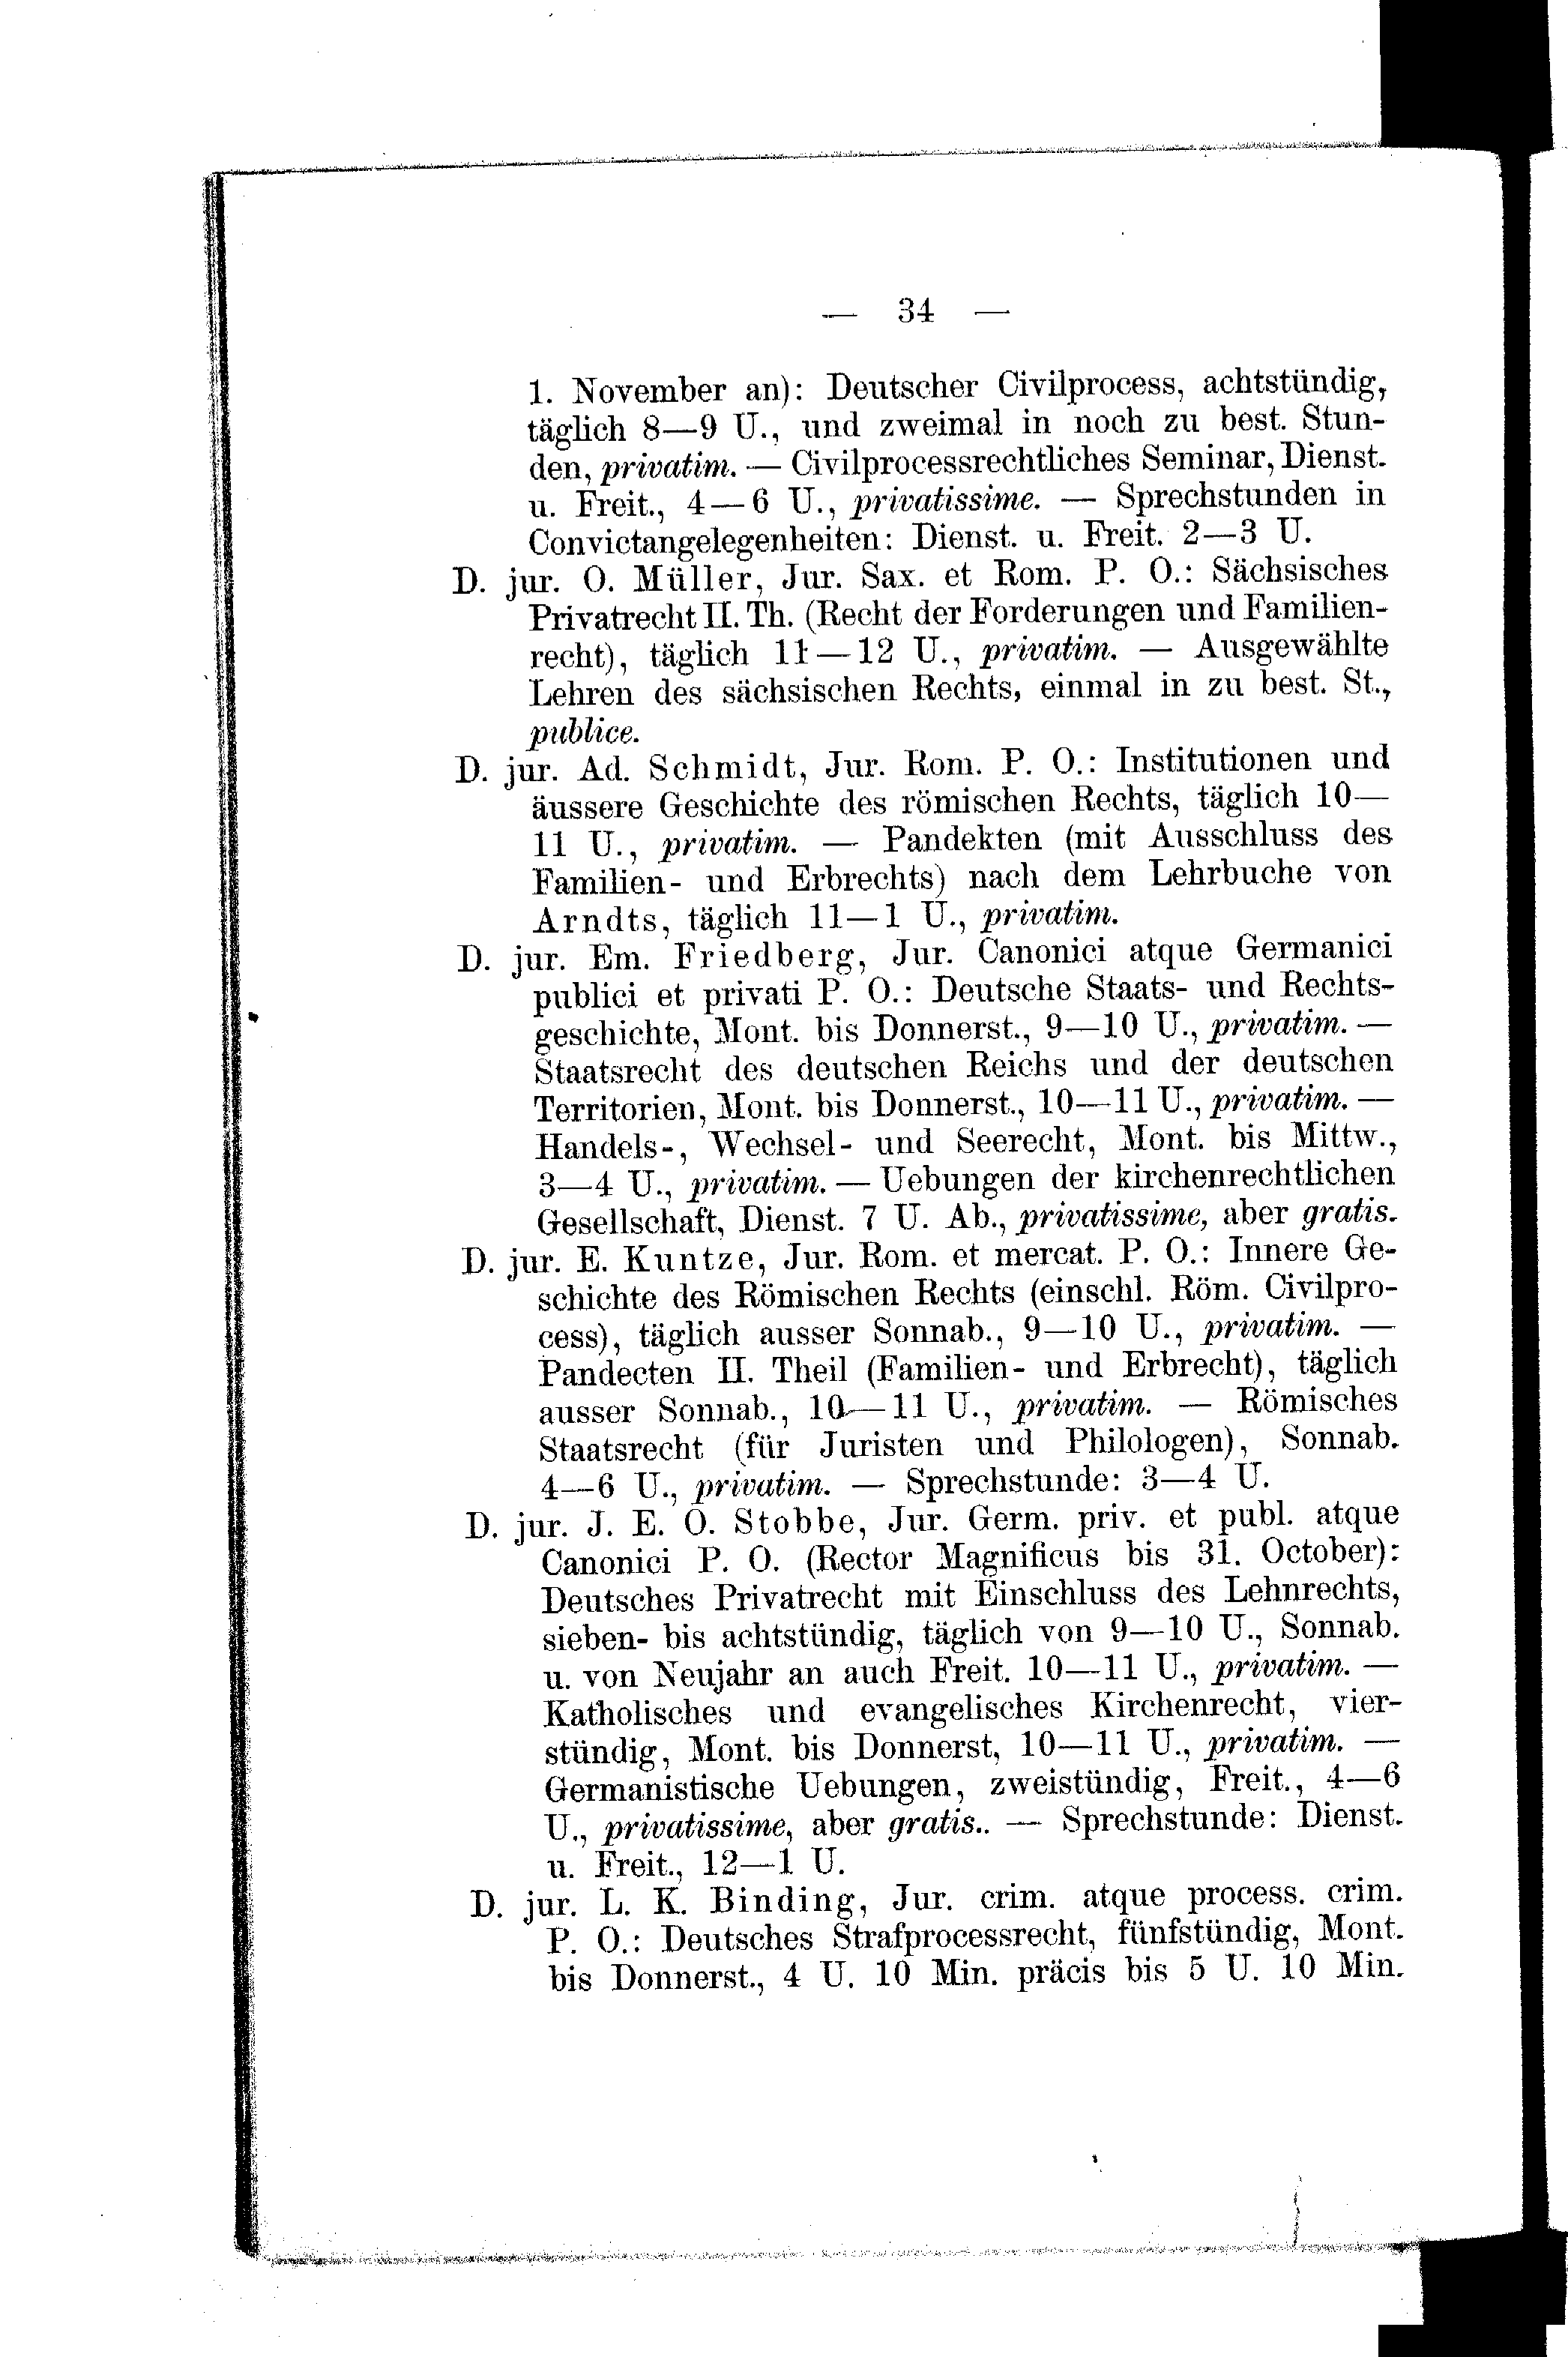 — 34 —
1. November an): Deutscher Civilprocess, achtstündig,
täglich 8—9 U., und zweimal in noch zu best. Stun-
den, privatim. — Civilprocessrechtliches Seminar, Dienst.
u. Freit., 4—6 U., privatissime. — Sprechstunden in
Convictangelegenheiten: Dienst. u. Freit. 2—3 U.
D. jur. O. Müller, Jur. Sax. et Rom. P. O.: Sächsisches
Privatrecht II. Th. (Recht der Forderungen und Familien-
recht), täglich 11—12 U., privatim. — Ausgewählte
Lehren des sächsischen Rechts, einmal in zu best. St.,
publice.
D. jur. Ad. Schmidt, Jur. Rom. P. O.: Institutionen und
äussere Geschichte des römischen Rechts, täglich 10—
11 U., privatim. — Pandekten (mit Ausschluss des
Familien- und Erbrechts) nach dem Lehrbuche von
Arndts, täglich 11—1 U., privatim.
D. jur. Em. Friedberg, Jur. Canonici atque Germanici
publici et privati P. O.: Deutsche Staats- und Rechts-
geschichte, Mont. bis Donnerst., 9—10 U., privatim. —
Staatsrecht des deutschen Reichs und der deutschen
Territorien, Mont. bis Donnerst., 10—11 U., privatim. —
Handels-, Wechsel- und Seerecht, Mont. bis Mittw.,
3—4 U., privatim. — Uebungen der kirchenrechtlichen
Gesellschaft, Dienst. 7 U. Ab., privatissime, aber gratis.
D. jur. E. Kuntze, Jur. Rom. et mercat. P. O.: Innere Ge-
schichte des Römischen Rechts (einschl. Röm. Civilpro-
cess), täglich ausser Sonnab., 9—10 U., privatim. —
Pandecten II. Theil (Familien- und Erbrecht), täglich
ausser Sonnab., 10—11 U., privatim. — Römisches
Staatsrecht (für Juristen und Philologen), Sonnab.
4—6 U., privatim. — Sprechstunde: 3—4 U.
D. jur. J. E. O. Stobbe, Jur. Germ. priv. et publ. atque
Canonici P. O. (Rector Magnificus bis 31. October):
Deutsches Privatrecht mit Einschluss des Lehnrechts,
sieben- bis achtstündig, täglich von 9—10 U., Sonnab.
u. von Neujahr an auch Freit. 10—11 U., privatim. —
Katholisches und evangelisches Kirchenrecht, vier-
stündig, Mont. bis Donnerst, 10—11 U., privatim. —
Germanistische Uebungen, zweistündig, Freit., 4—6
U., privatissime, aber gratis.. — Sprechstunde: Dienst.
u. Freit., 12—1 U.
D. jur. L. K. Binding, Jur. crim. atque process. crim.
P. O.: Deutsches Strafprocessrecht, fünfstündig, Mont.
bis Donnerst., 4 U. 10 Min. präcis bis 5 U. 10 Min.